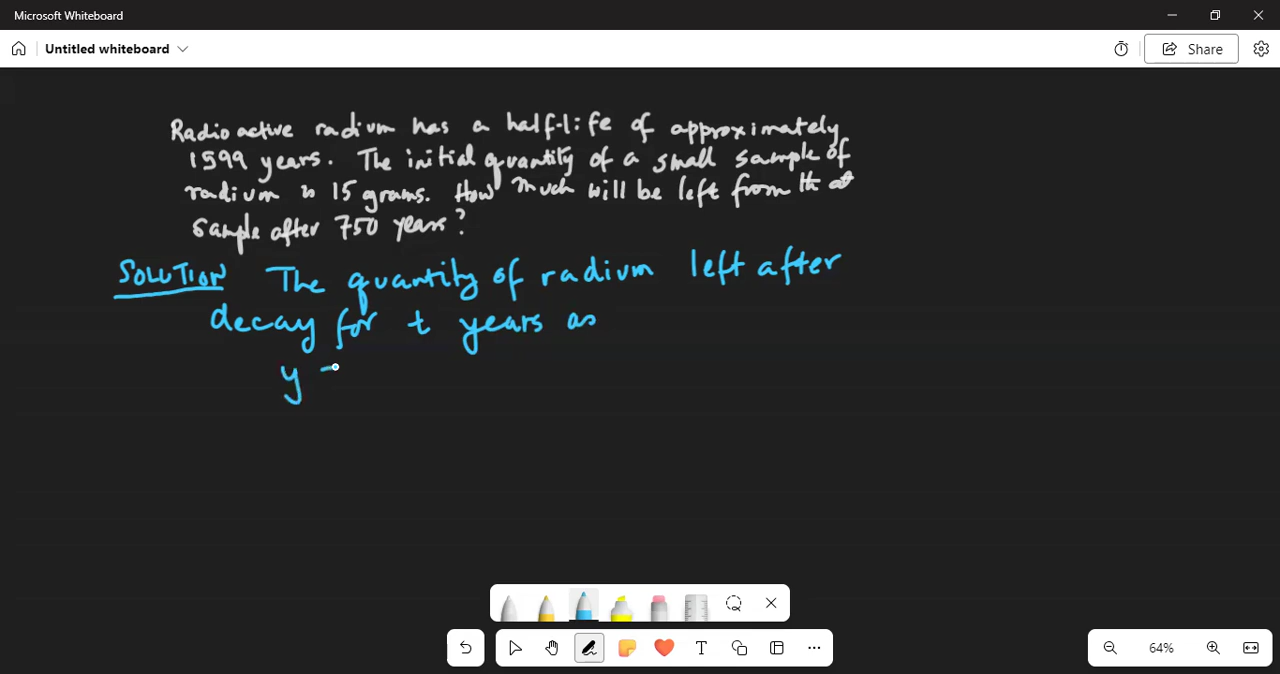 Microsoft Whiteboard
Untitled whiteboard
Share
Radioactive radium has a half-life of approximately
1599 years. The initial quantity of a small sample of
radium is 15 grams. How much will be left from that
sample after 750 years?
SOLUTION The quantity of radium left after
decay for t years as
y =
64%